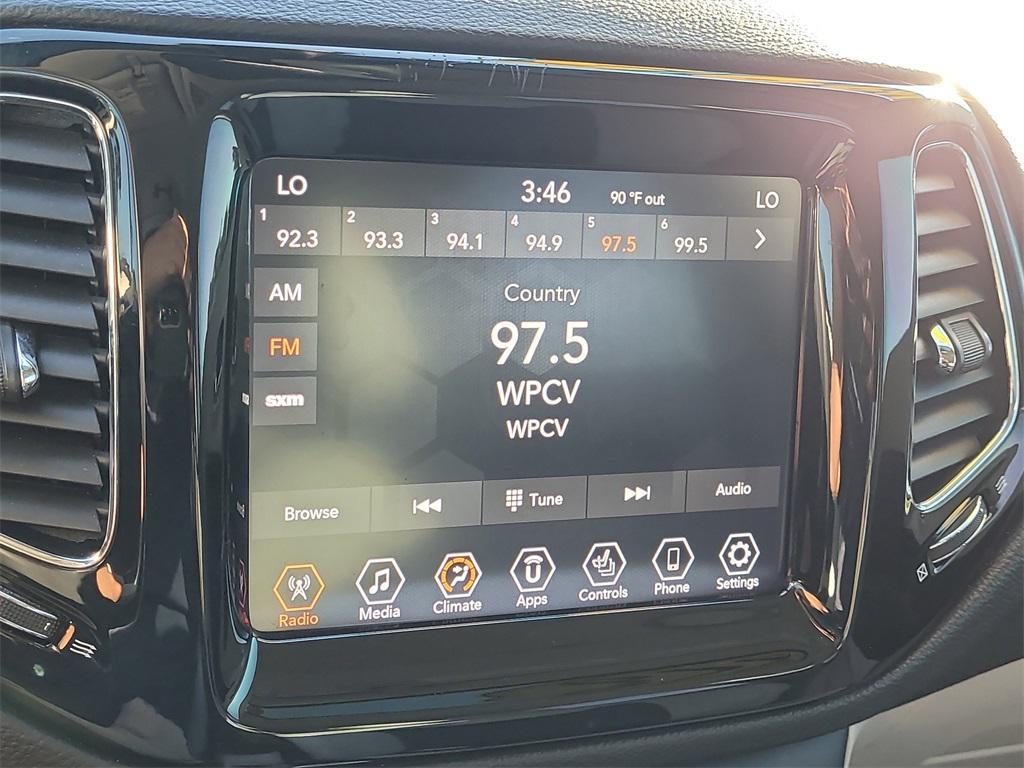 LO 3:46 90 °F out LO
1 2 3 4 5 6
92.3 93.3 94.1 94.9 97.5 99.5
AM
FM
sxm
Country
97.5
WPCV
WPCV
Browse Tune Audio
Radio Media Climate Apps Controls Phone Settings